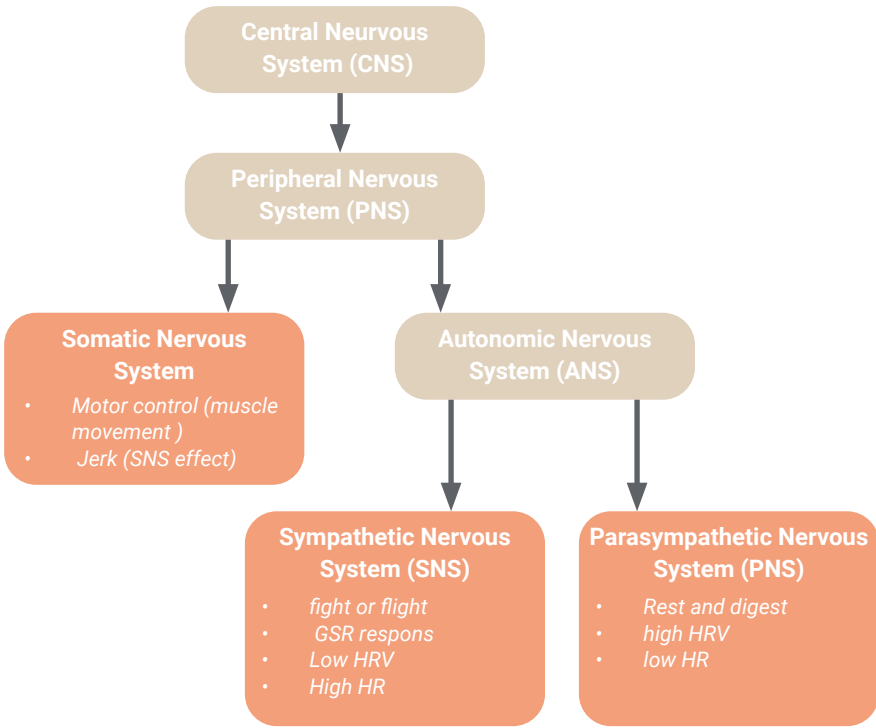 Central Neurvous
System (CNS)
Peripheral Nervous
System (PNS)
Somatic Nervous
System
• Motor control (muscle
movement )
• Jerk (SNS effect)
Autonomic Nervous
System (ANS)
Sympathetic Nervous
System (SNS)
• fight or flight
• GSR respons
• Low HRV
• High HR
Parasympathetic Nervous
System (PNS)
• Rest and digest
• high HRV
• low HR